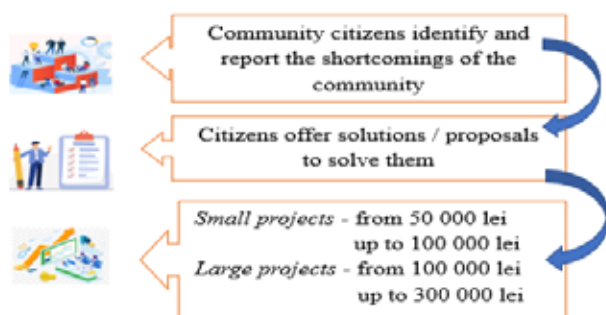 Community citizens identify and
report the shortcomings of the
community
Citizens offer solutions / proposals
to solve them
Small projects - from 50 000 lei
up to 100 000 lei
Large projects - from 100 000 lei
up to 300 000 lei